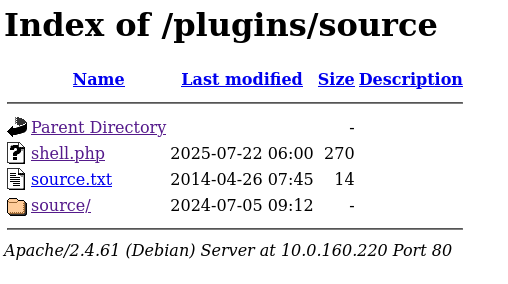 Index of /plugins/source
Name Last modified Size Description
Parent Directory -
shell.php 2025-07-22 06:00 270
source.txt 2014-04-26 07:45 14
source/ 2024-07-05 09:12 -
Apache/2.4.61 (Debian) Server at 10.0.160.220 Port 80